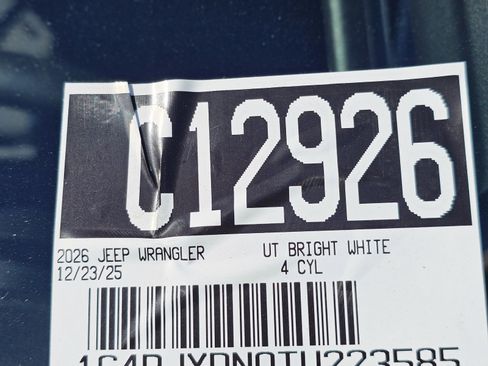 C12926
2026 JEEP WRANGLER UT BRIGHT WHITE
12/23/25 4 CYL